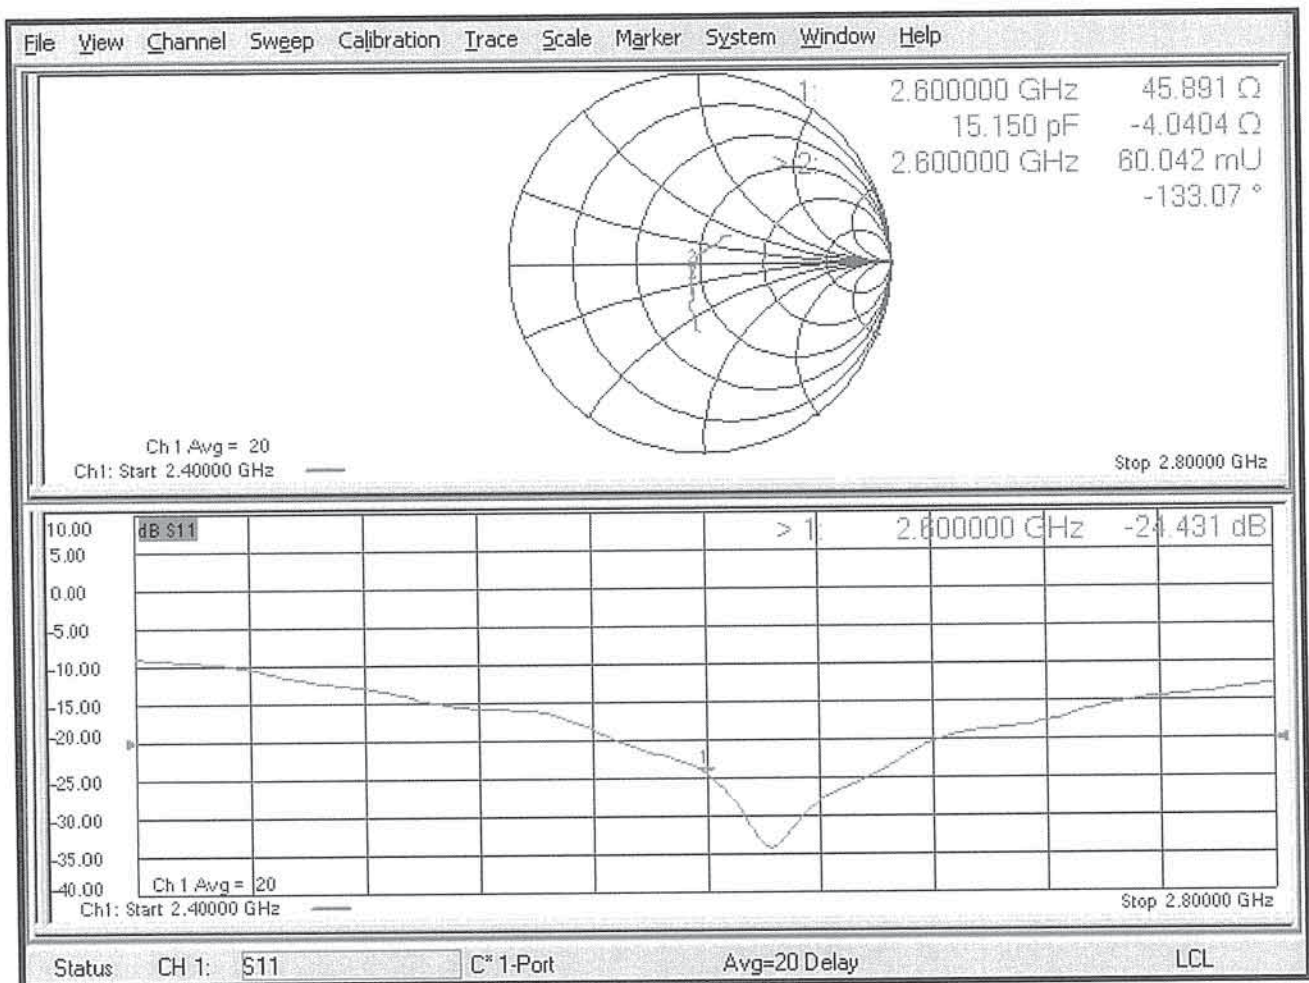 File View Channel Sweep Calibration Trace Scale Marker System Window Help
1: 2.600000 GHz 45.891 Ω
15.150 pF -4.0404 Ω
> 2: 2.600000 GHz 60.042 mU
-133.07 °
2
Ch 1 Avg = 20
Ch1: Start 2.40000 GHz
Stop 2.80000 GHz
10.00
dB S11
> 1: 2.600000 GHz -24.431 dB
5.00
0.00
-5.00
-10.00
-15.00
-20.00
1
-25.00
-30.00
-35.00
-40.00
Ch 1 Avg = 20
Ch1: Start 2.40000 GHz
Stop 2.80000 GHz
Status CH 1: S11 C* 1-Port Avg=20 Delay LCL